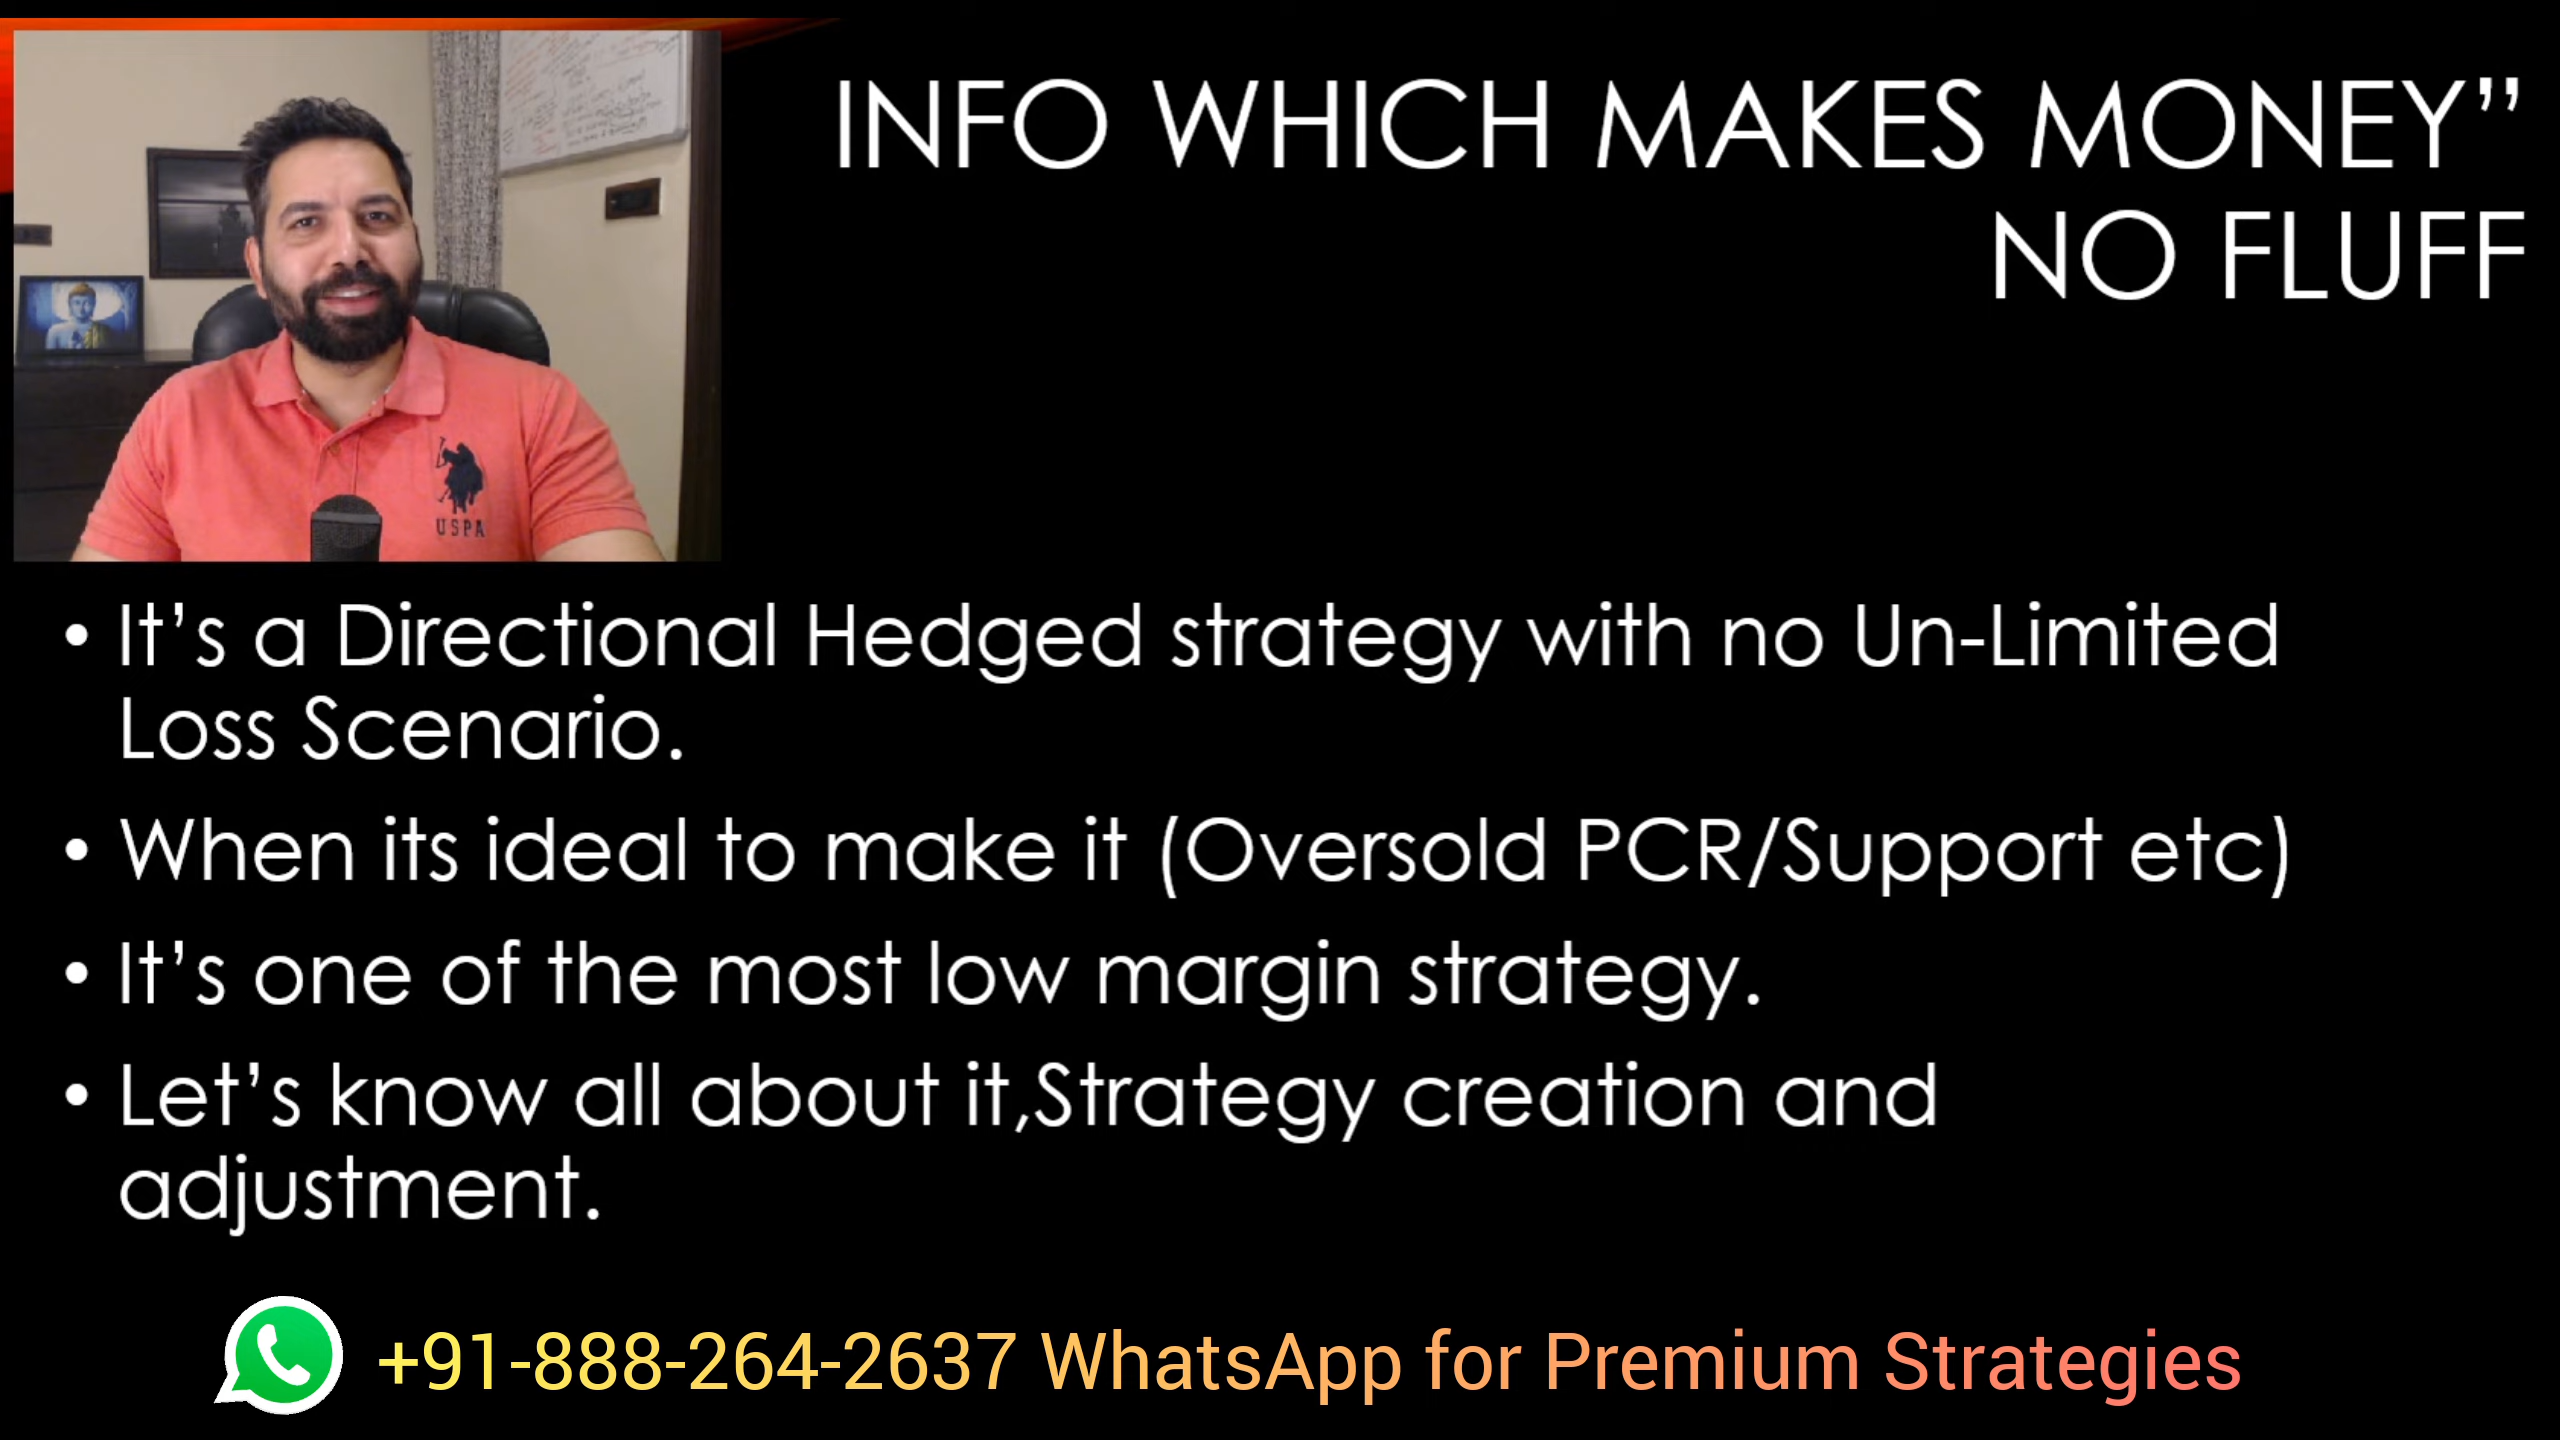 INFO WHICH MAKES MONEY”
NO FLUFF
USPA
• It’s a Directional Hedged strategy with no Un-Limited
Loss Scenario.
• When its ideal to make it (Oversold PCR/Support etc)
• It’s one of the most low margin strategy.
• Let’s know all about it,Strategy creation and
adjustment.
+91-888-264-2637 WhatsApp for Premium Strategies